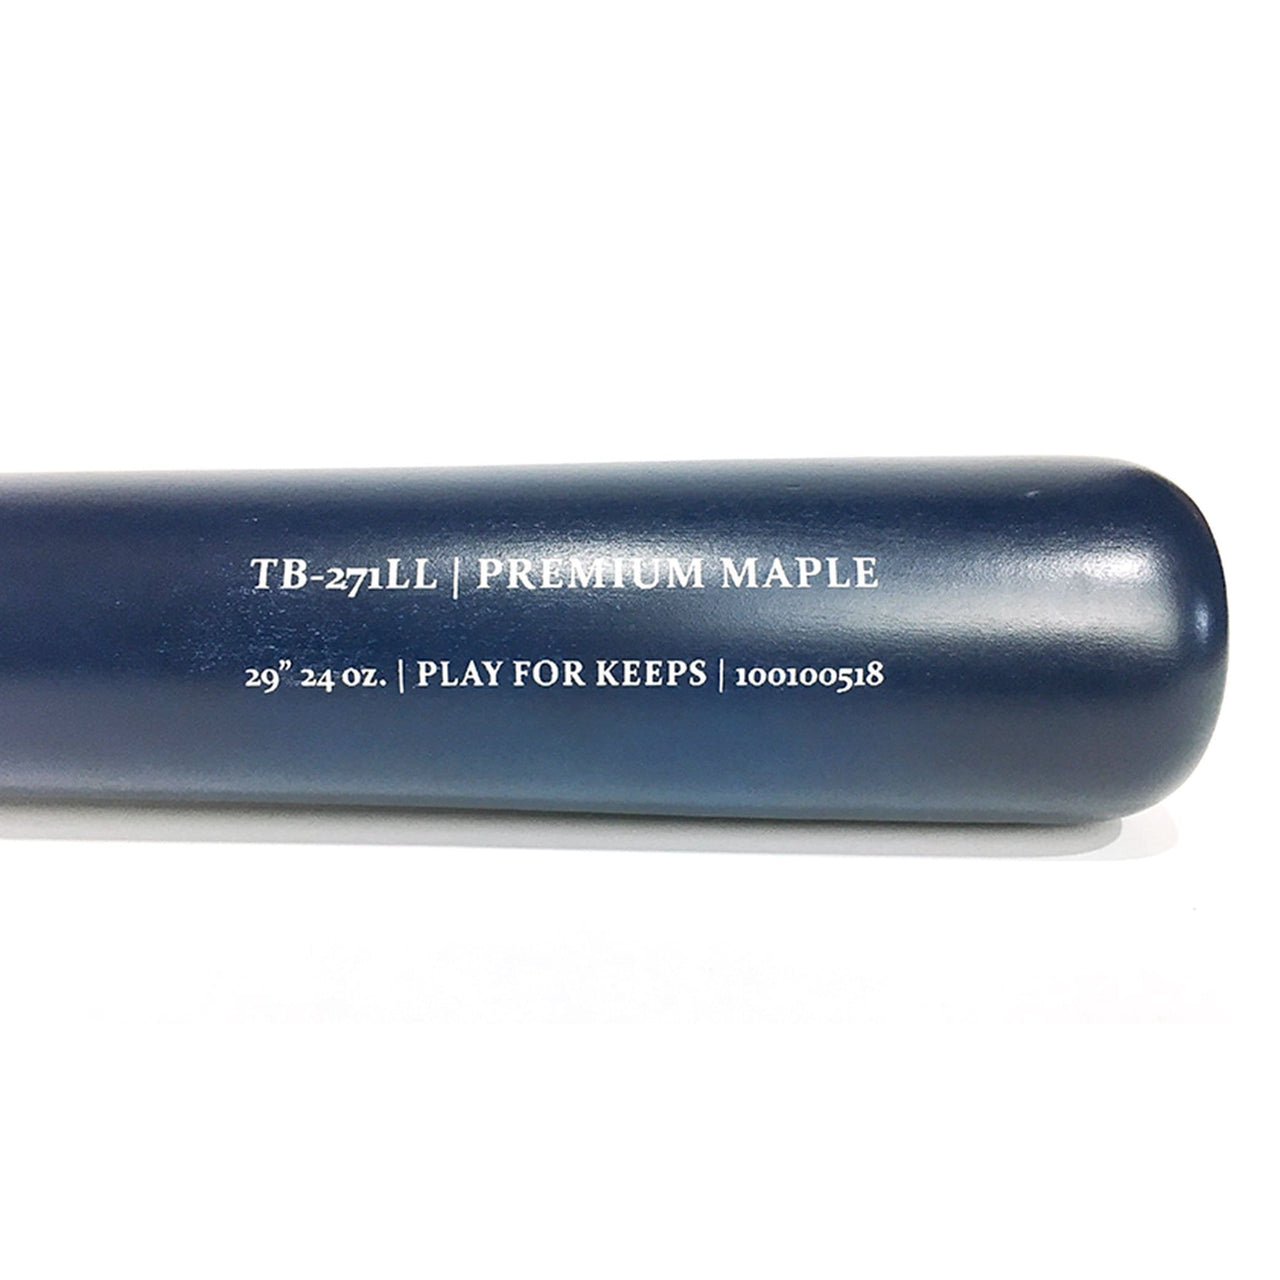 TB-271LL | PREMIUM MAPLE
29” 24 oz. | PLAY FOR KEEPS | 100100518